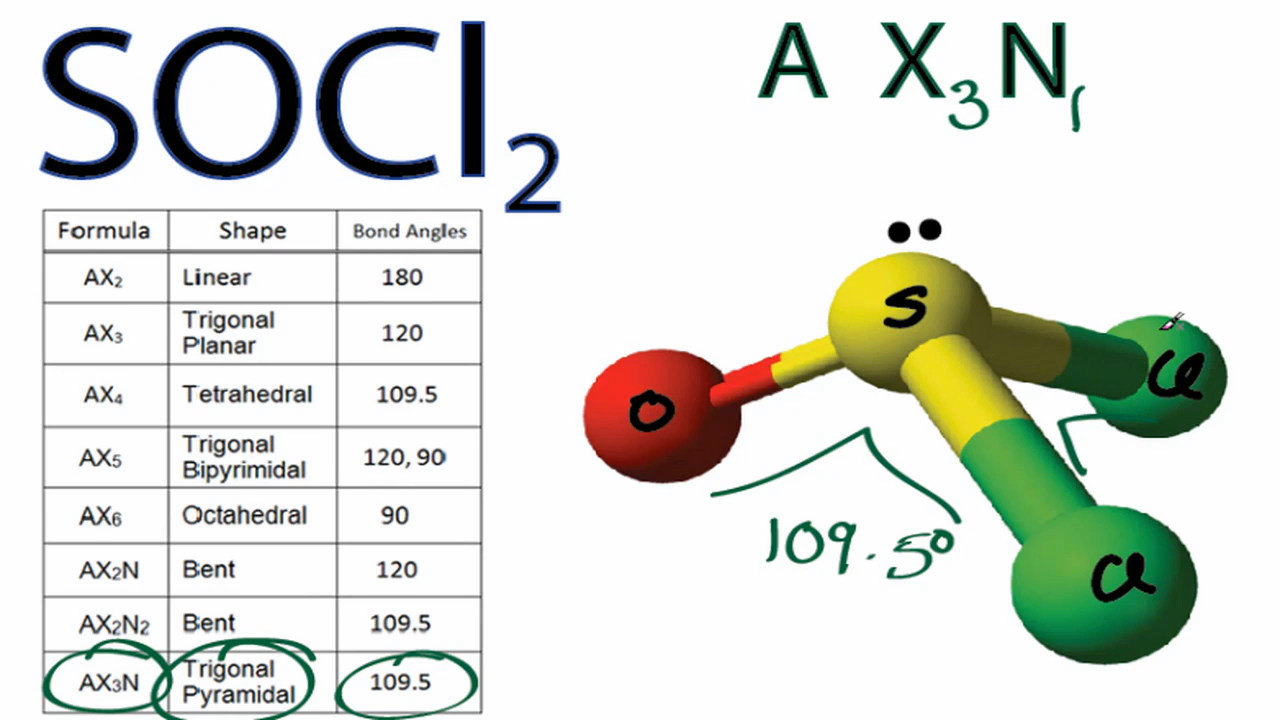 SOCl2
A X3N1
Formula Shape Bond Angles
AX2 Linear 180
AX3 Trigonal Planar 120
AX4 Tetrahedral 109.5
AX5 Trigonal Bipyrimidal 120, 90
AX6 Octahedral 90
AX2N Bent 120
AX2N2 Bent 109.5
AX3N Trigonal Pyramidal 109.5
S
O
Cl
109.5°
Cl